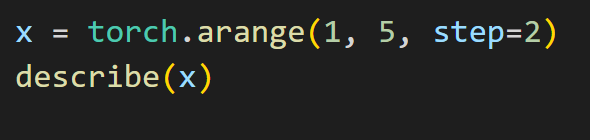 x = torch.arange(1, 5, step=2)
describe(x)